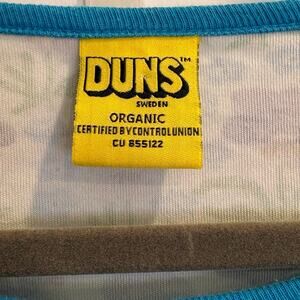 DUNS™
SWEDEN
ORGANIC
CERTIFIED BY CONTROL UNION
CU 855122